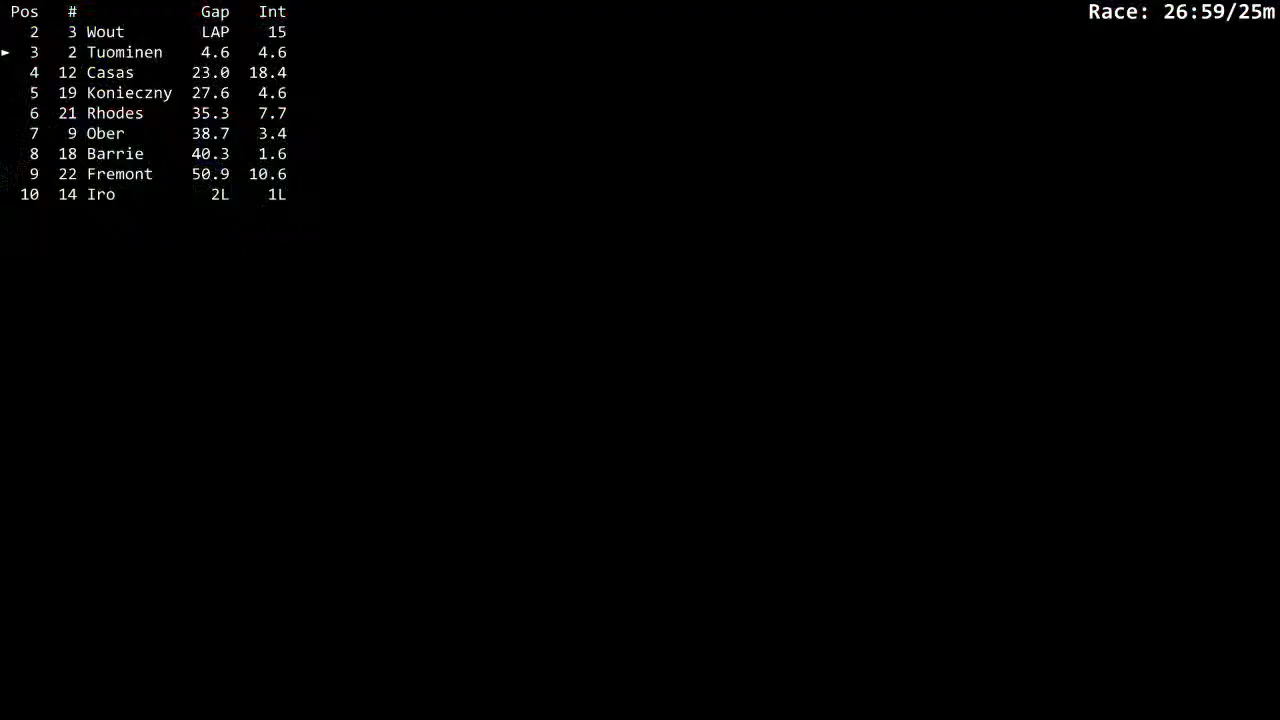 Pos # Gap Int
2 3 Wout LAP 15
► 3 2 Tuominen 4.6 4.6
4 12 Casas 23.0 18.4
5 19 Konieczny 27.6 4.6
6 21 Rhodes 35.3 7.7
7 9 Ober 38.7 3.4
8 18 Barrie 40.3 1.6
9 22 Fremont 50.9 10.6
10 14 Iro 2L 1L
Race: 26:59/25m